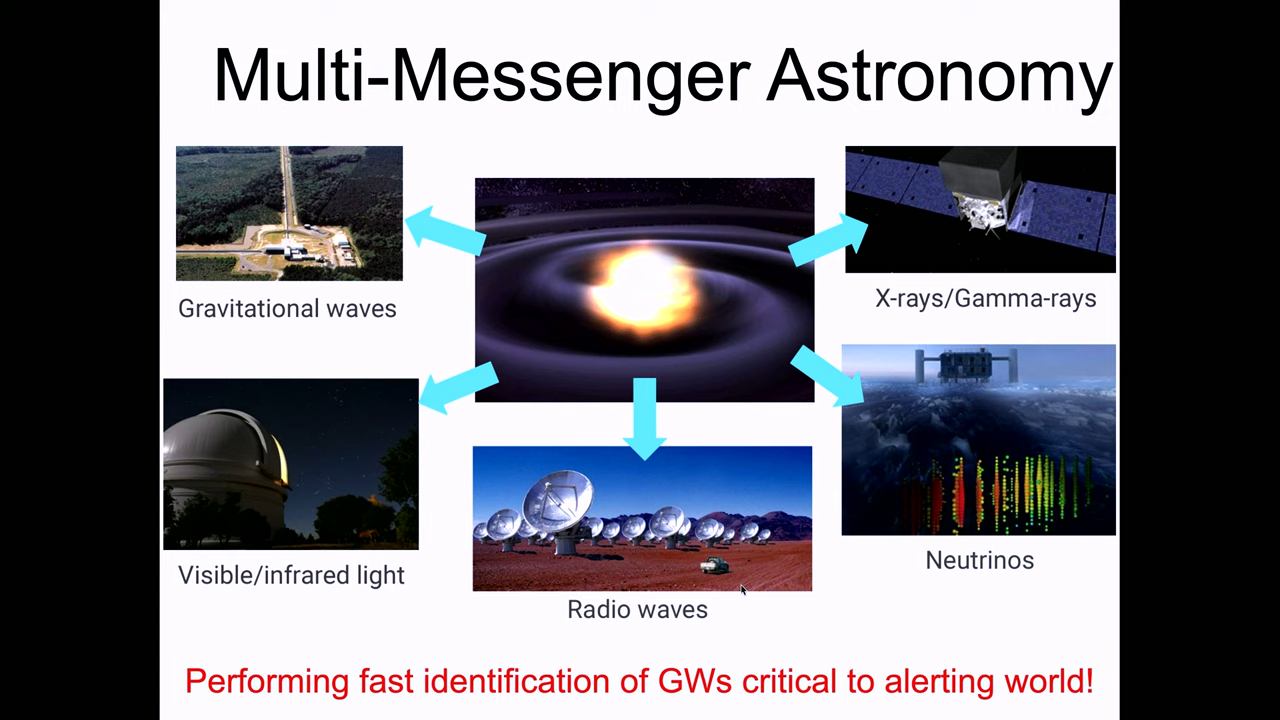 Multi-Messenger Astronomy
Gravitational waves
X-rays/Gamma-rays
Visible/infrared light
Radio waves
Neutrinos
Performing fast identification of GWs critical to alerting world!